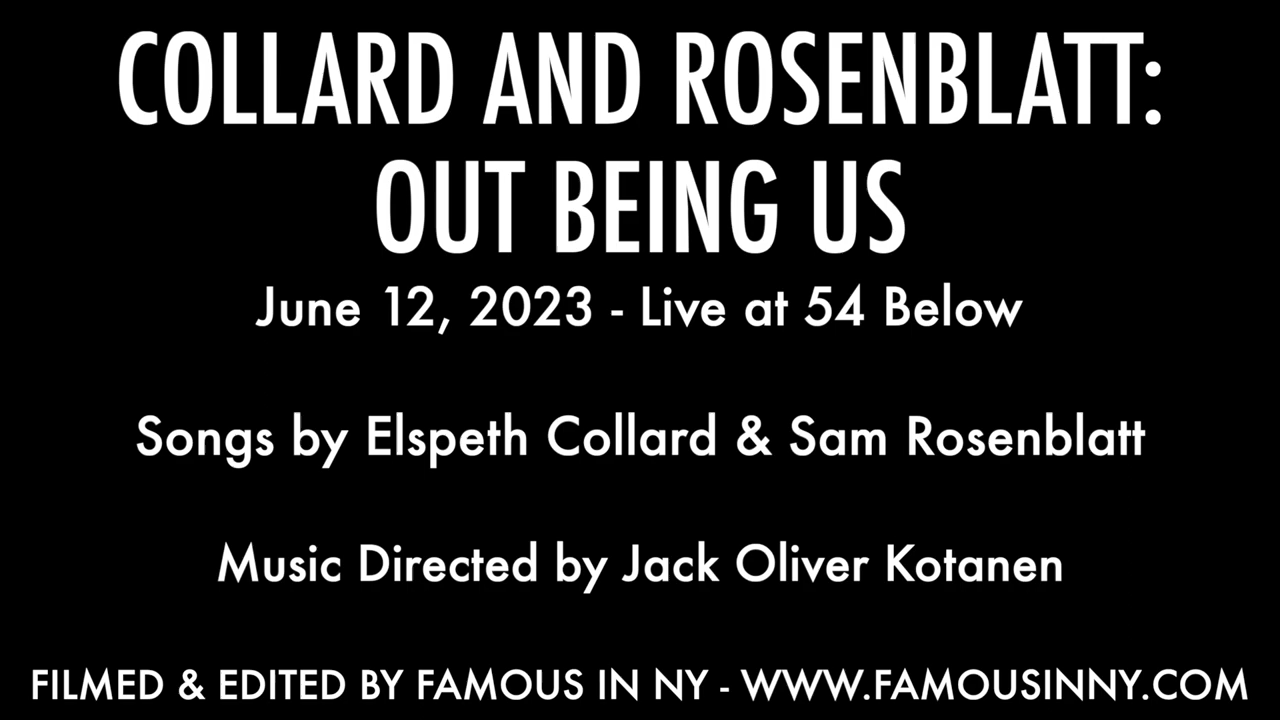 COLLARD AND ROSENBLATT:
OUT BEING US
June 12, 2023 - Live at 54 Below
Songs by Elspeth Collard & Sam Rosenblatt
Music Directed by Jack Oliver Kotanen
FILMED & EDITED BY FAMOUS IN NY - WWW.FAMOUSINNY.COM